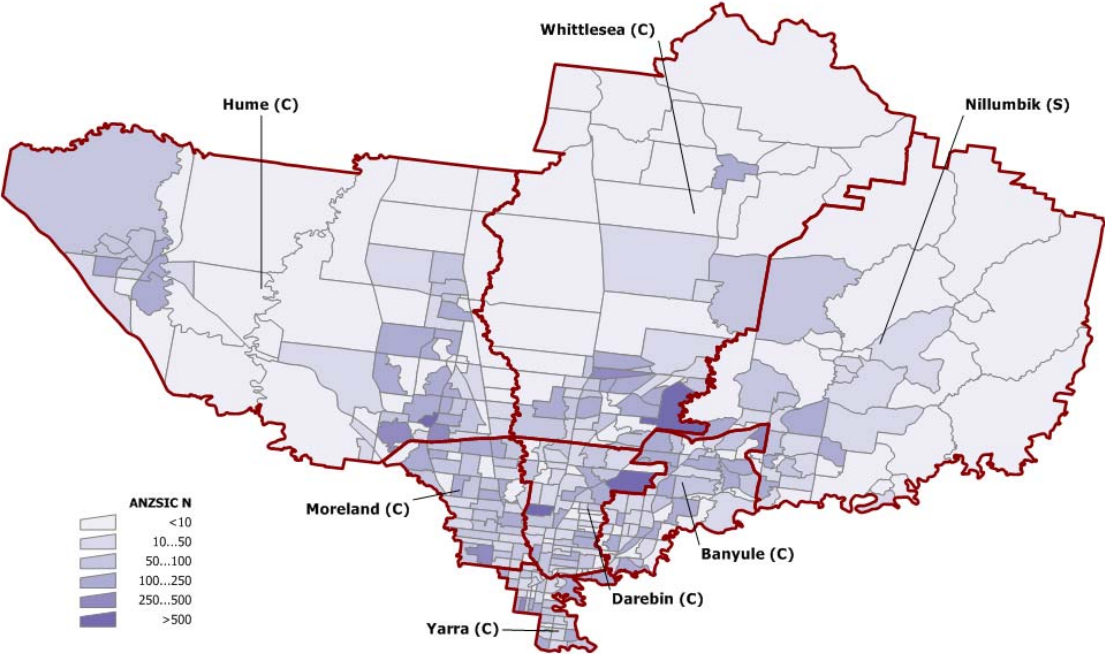 Whittlesea (C)
Hume (C)
Nillumbik (S)
ANZSIC N
<10
10...50
50...100
100...250
250...500
>500
Moreland (C)
Banyule (C)
Darebin (C)
Yarra (C)